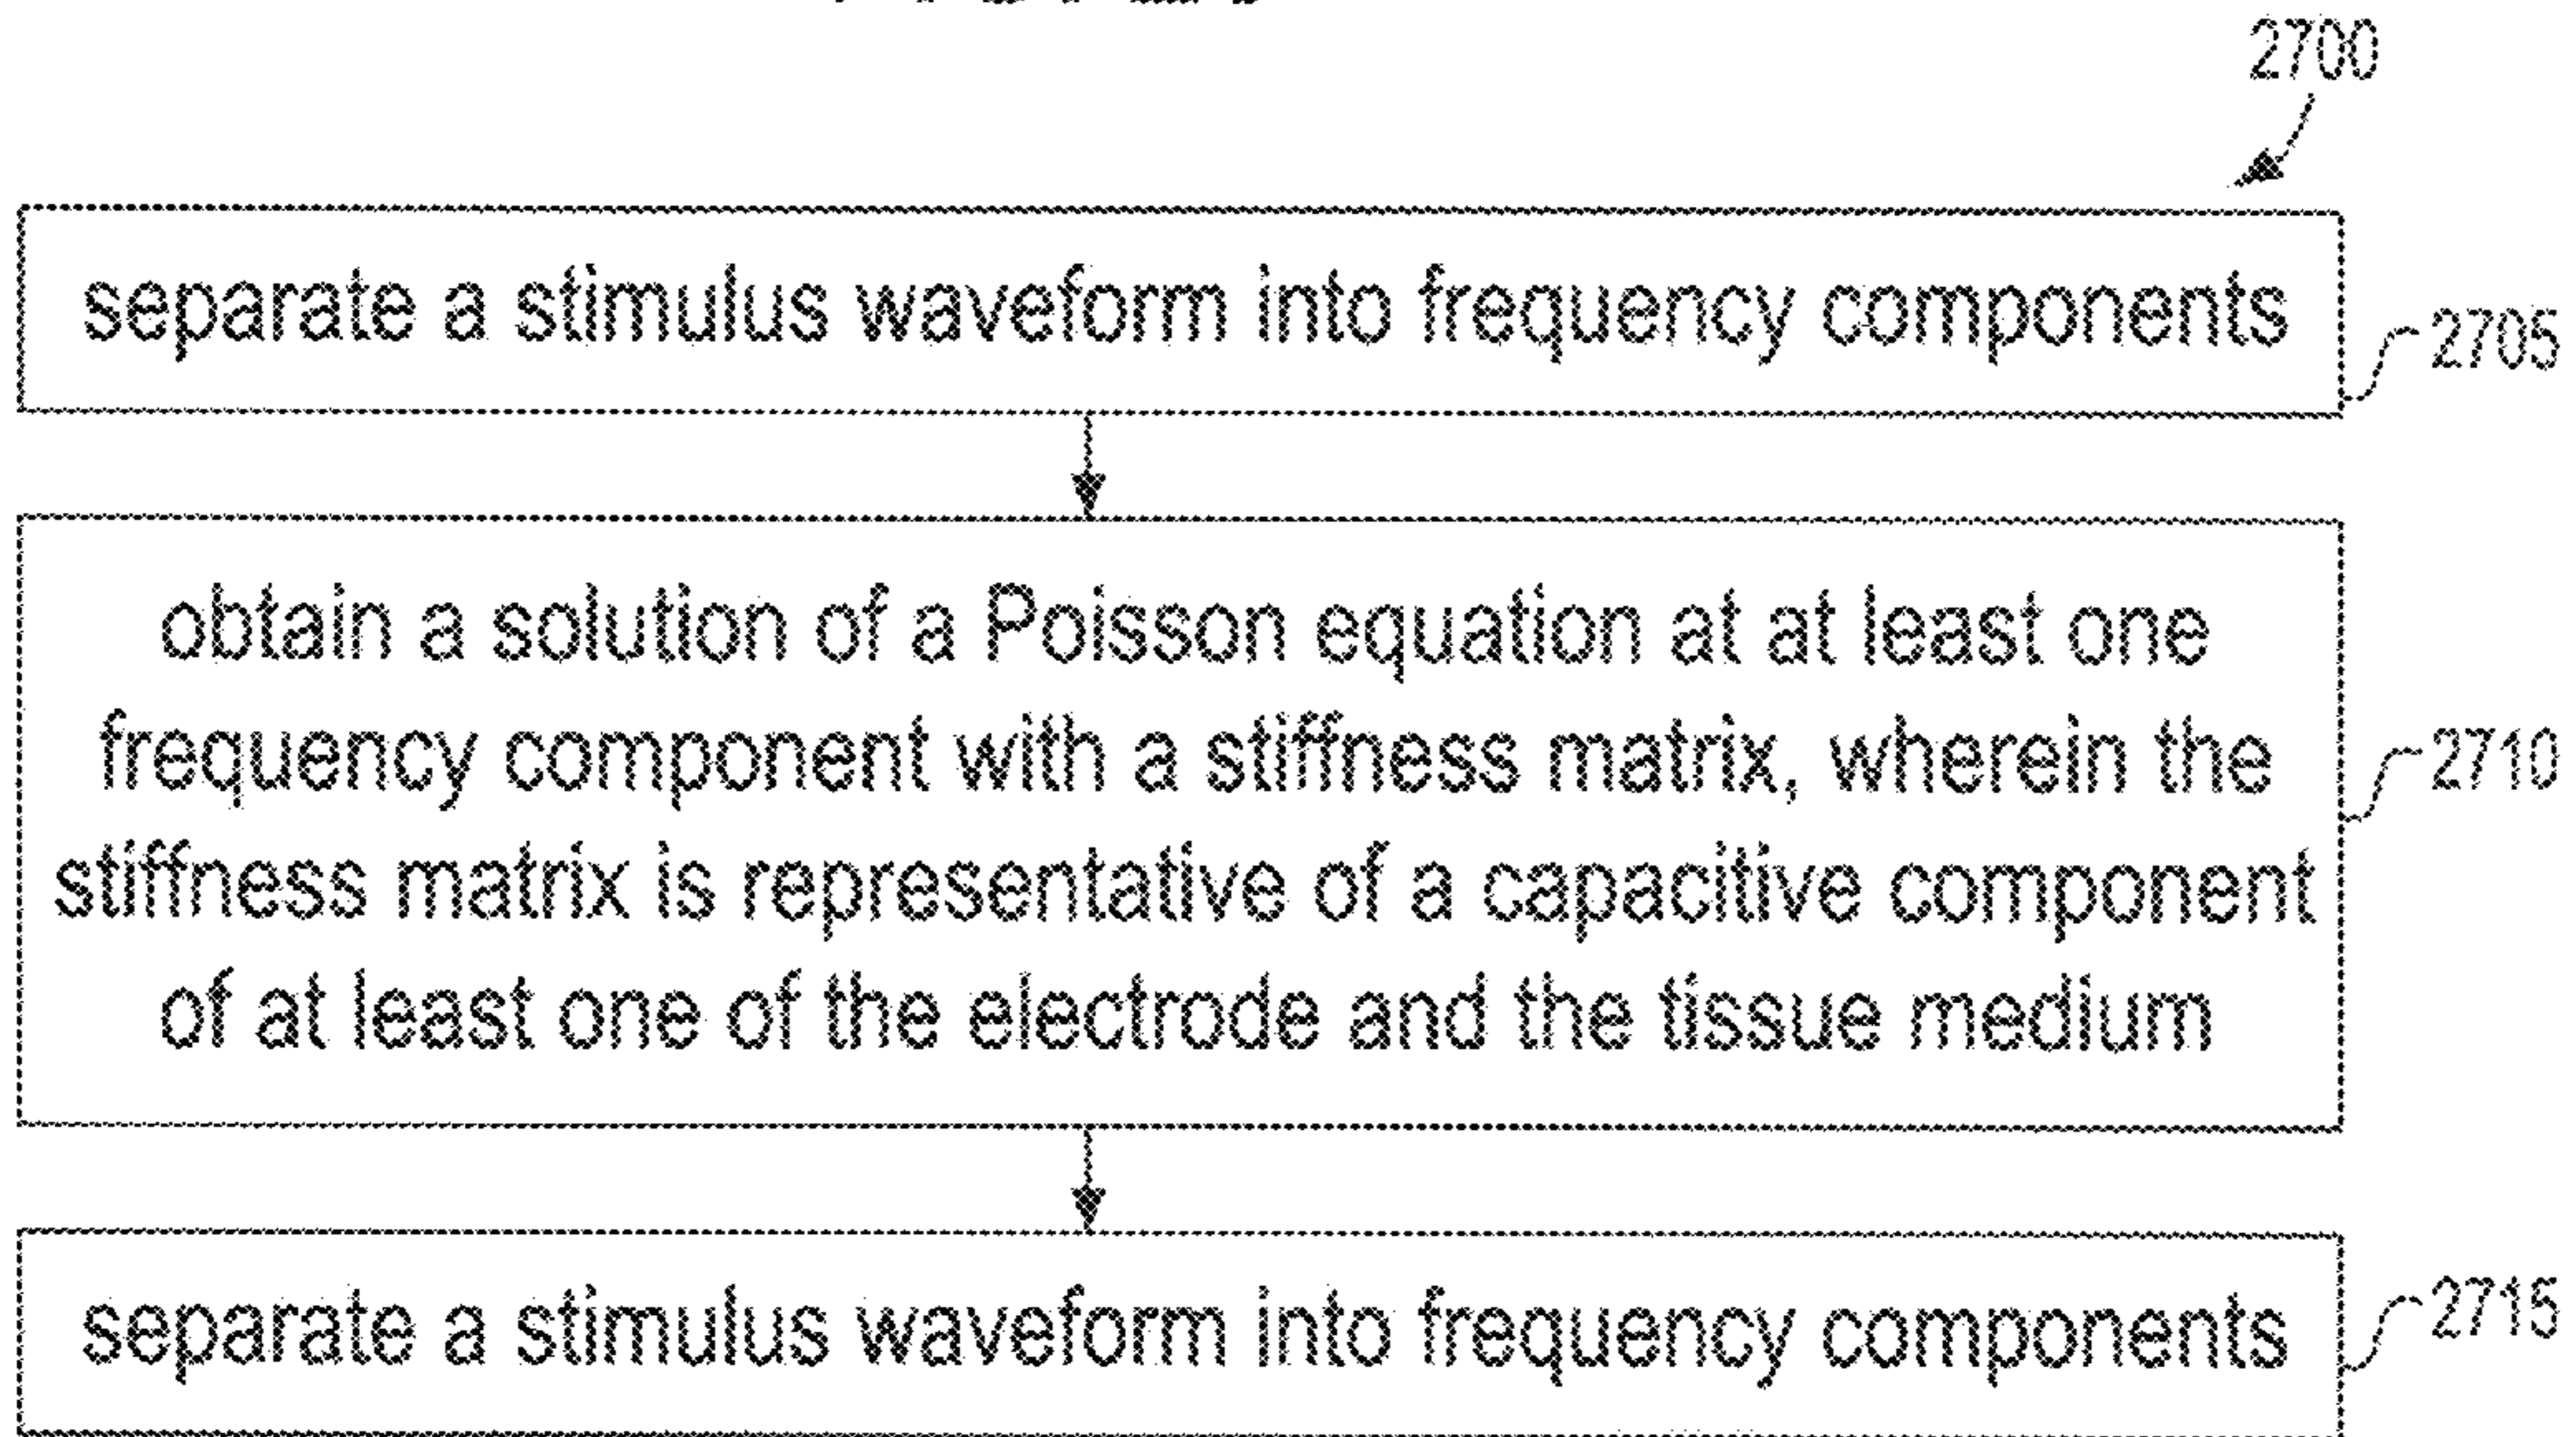 2700
separate a stimulus waveform into frequency components
2705
obtain a solution of a Poisson equation at at least one
frequency component with a stiffness matrix, wherein the
stiffness matrix is representative of a capacitive component
of at least one of the electrode and the tissue medium
2710
separate a stimulus waveform into frequency components
2715